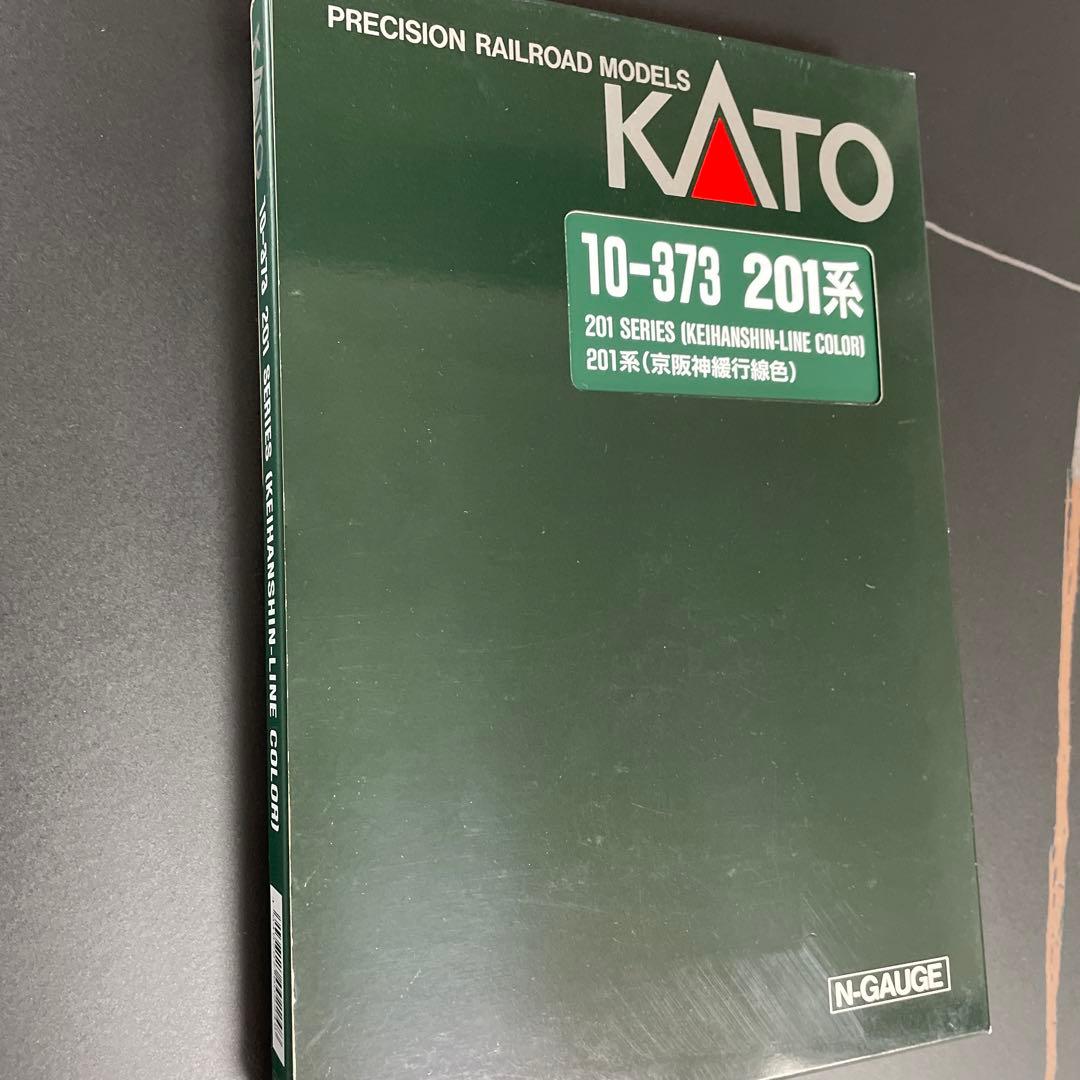 PRECISION RAILROAD MODELS
KATO
10-373 201系
201 SERIES (KEIHANSHIN-LINE COLOR)
201系(京阪神緩行線色)
N-GAUGE
KATO 10-373 201 SERIES (KEIHANSHIN-LINE COLOR)